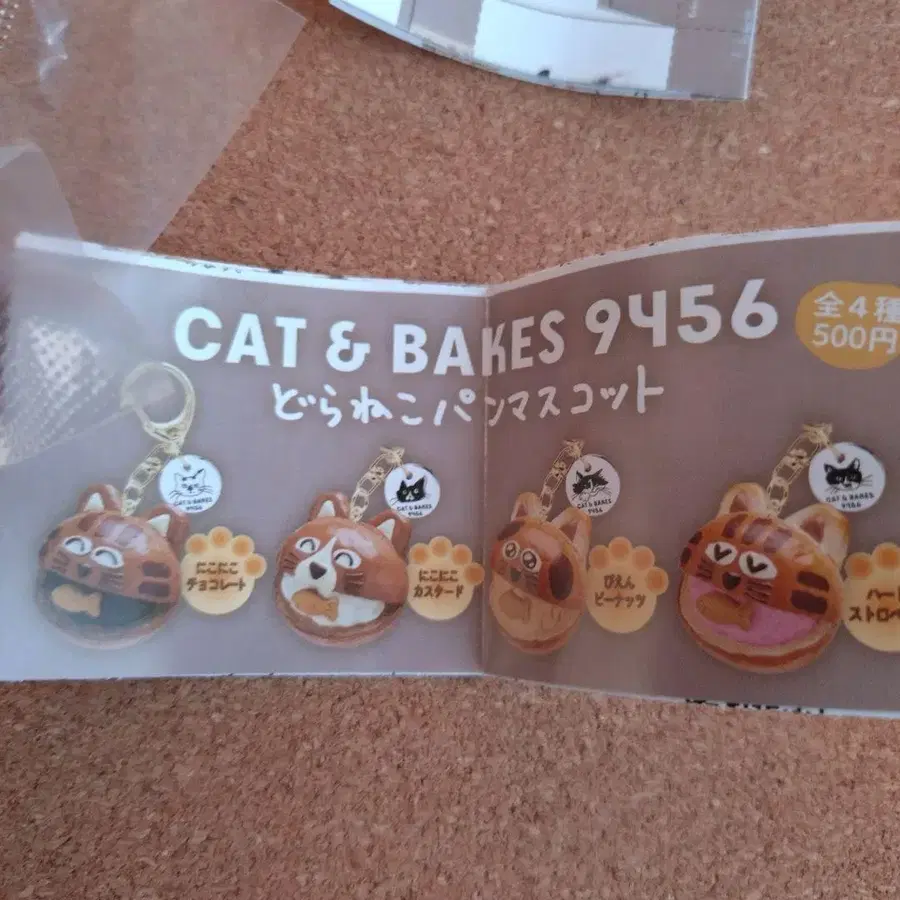 CAT & BAKES 9456
どらねこパンマスコット
全4種
500円
CAT & BAKES
9456
にこにこ
チョコレート
CAT & BAKES
9456
にこにこ
カスタード
CAT & BAKES
9456
ぴえん
ピーナッツ
CAT & BAKES
9456
ハート